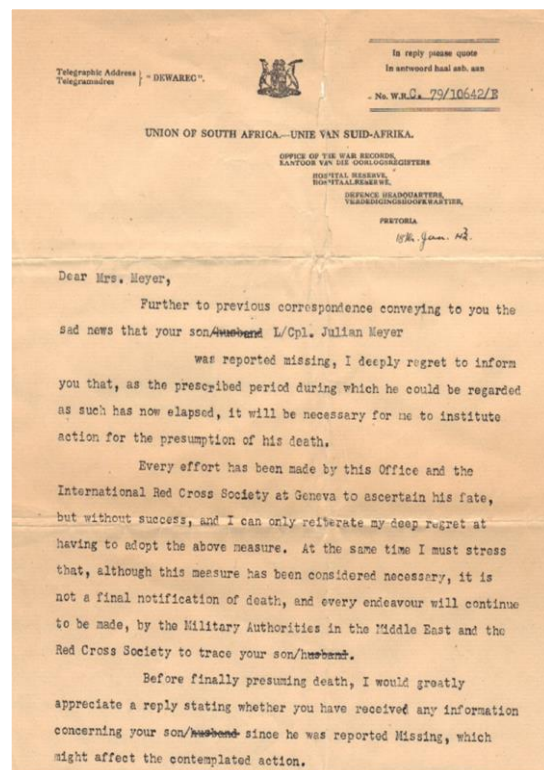 In reply please quote
In antwoord haal asb. aan
No. W.R. C. 79/10642/E
Telegraphic Address
Telegramadres
} "DEWAREC".
UNION OF SOUTH AFRICA.—UNIE VAN SUID-AFRIKA.
OFFICE OF THE WAR RECORDS,
KANTOOR VAN DIE OORLOGSREGISTERS
HOSPITAL RESERVE,
HOSPITAALRESERWE,
DEFENCE HEADQUARTERS,
VERDEDIGINGSHOOFKWARTIER,
PRETORIA
18th. Jan. 43.
Dear Mrs. Meyer,
Further to previous correspondence conveying to you the
sad news that your son/husband L/Cpl. Julian Meyer
was reported missing, I deeply regret to inform
you that, as the prescribed period during which he could be regarded
as such has now elapsed, it will be necessary for me to institute
action for the presumption of his death.
Every effort has been made by this Office and the
International Red Cross Society at Geneva to ascertain his fate,
but without success, and I can only reiterate my deep regret at
having to adopt the above measure. At the same time I must stress
that, although this measure has been considered necessary, it is
not a final notification of death, and every endeavour will continue
to be made, by the Military Authorities in the Middle East and the
Red Cross Society to trace your son/husband.
Before finally presuming death, I would greatly
appreciate a reply stating whether you have received any information
concerning your son/husband since he was reported Missing, which
might affect the contemplated action.